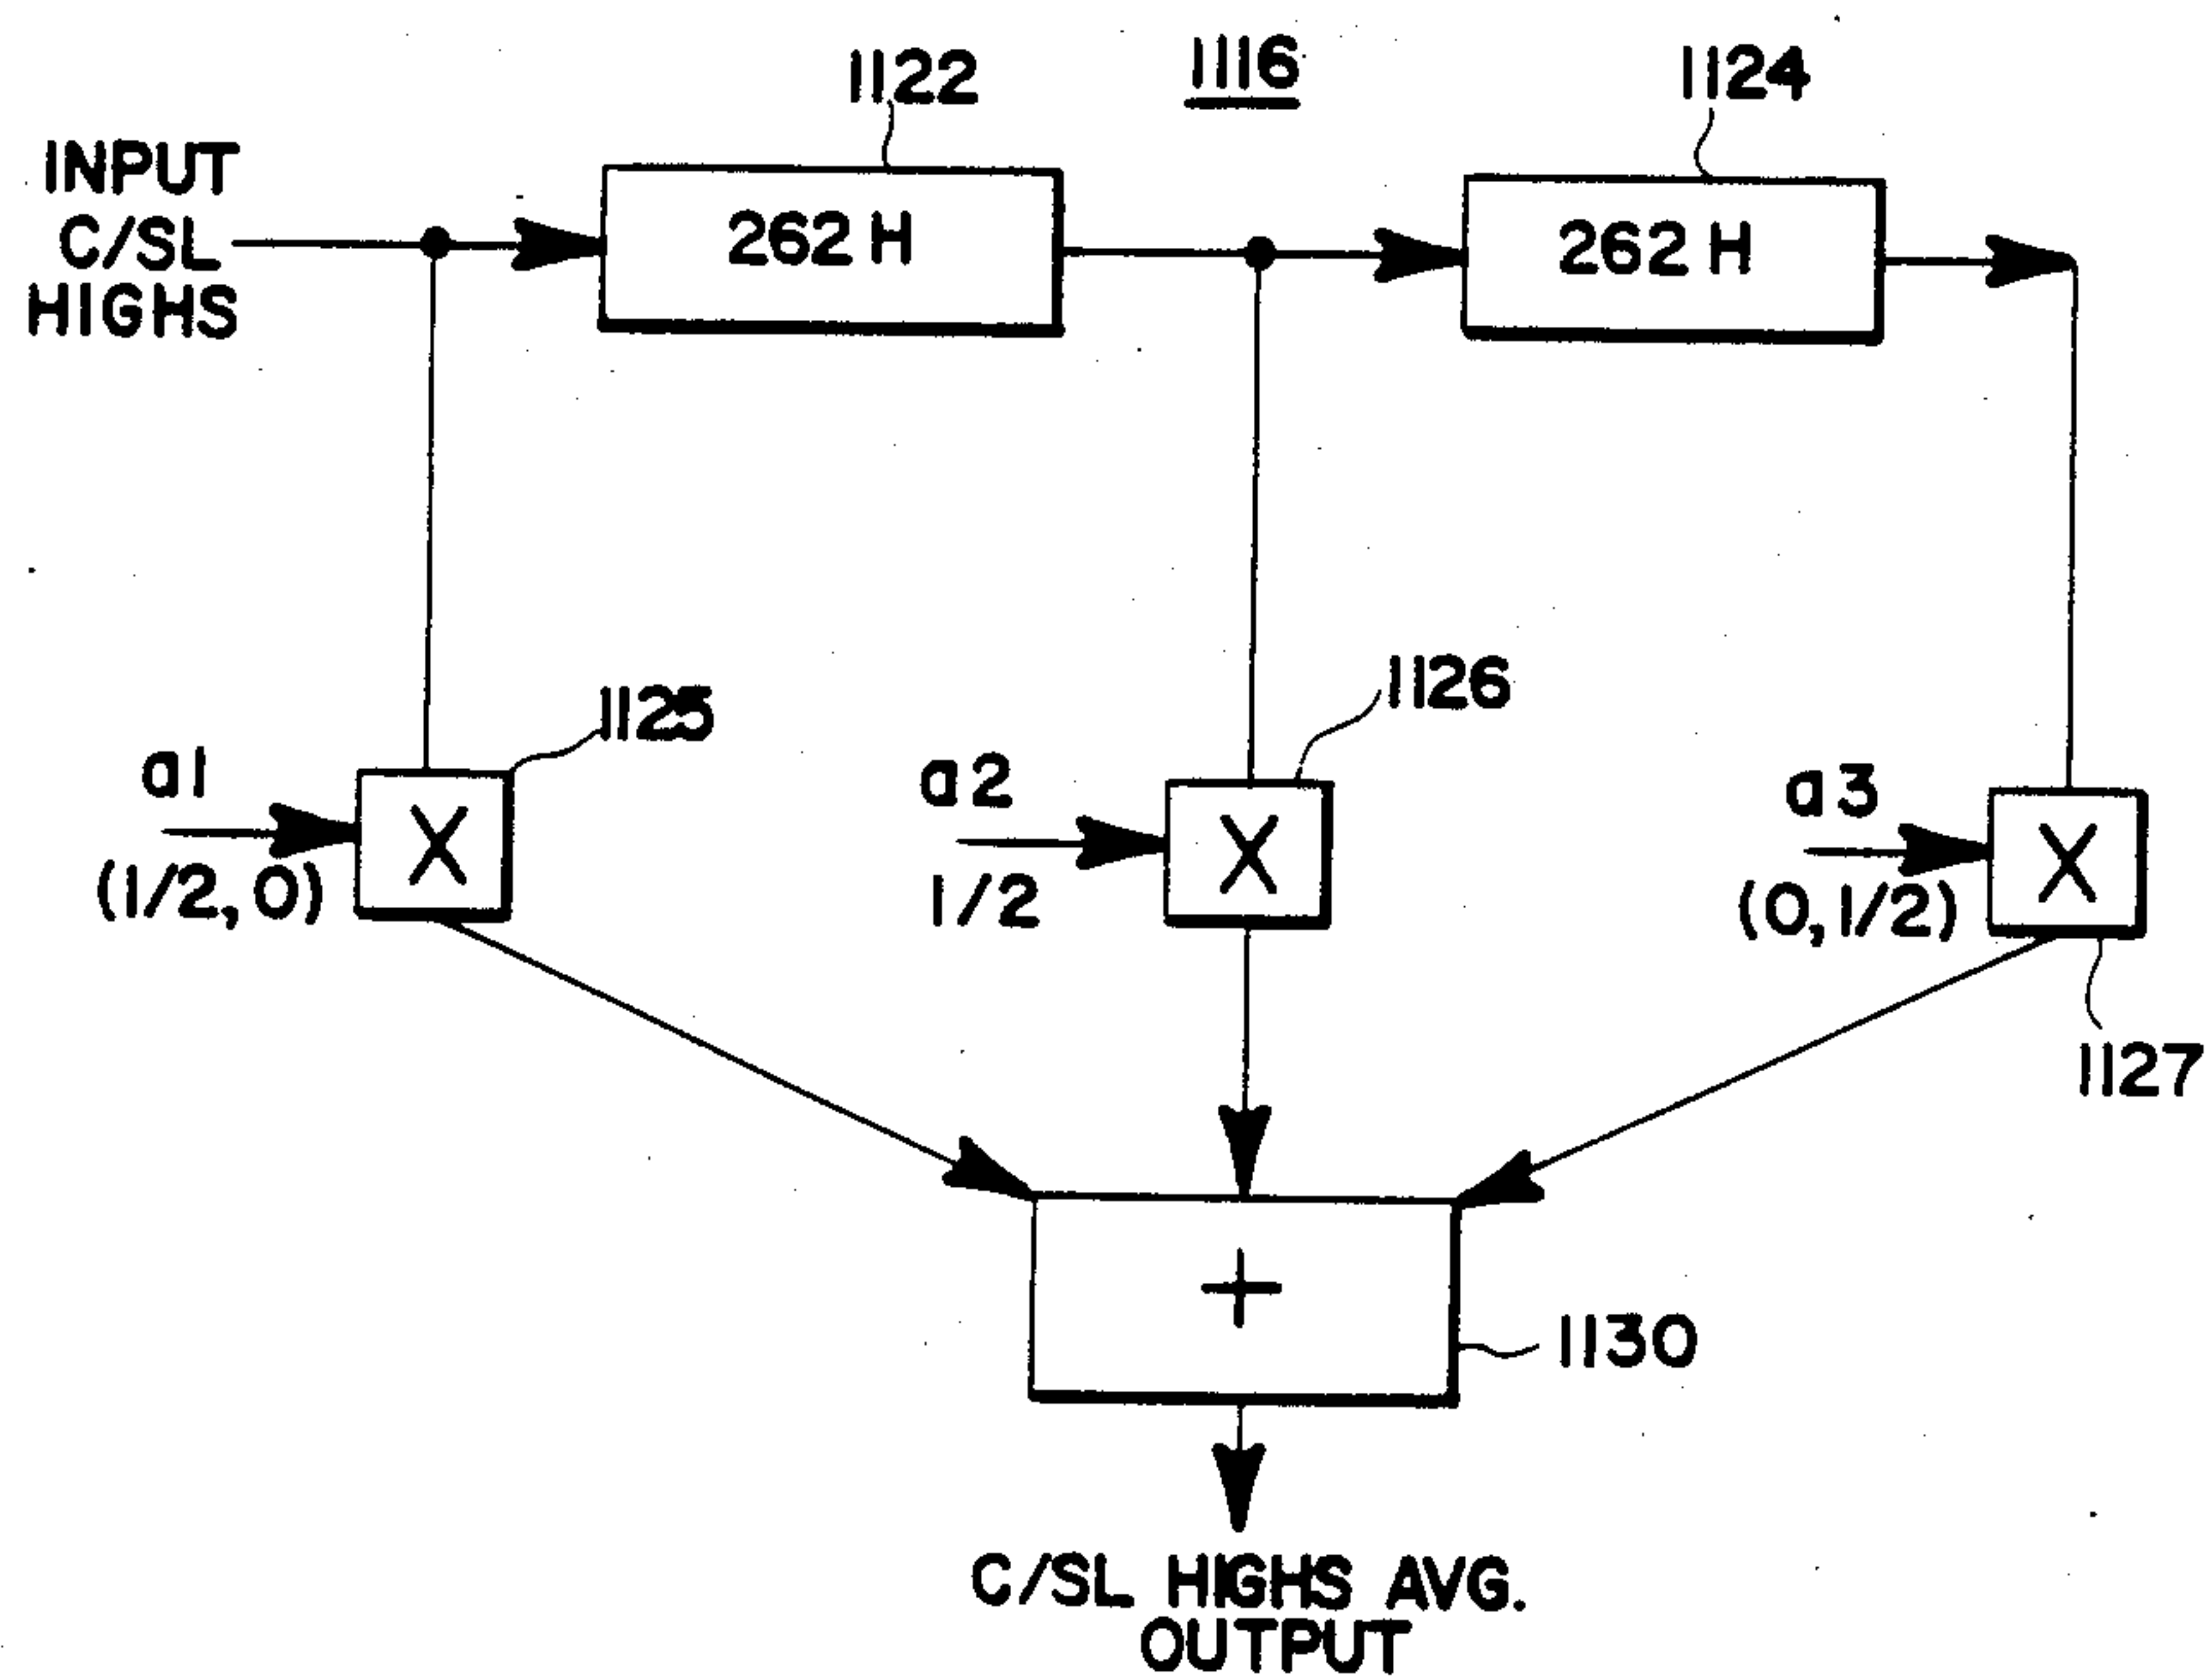 1122
1116
1124
INPUT
C/SL
HIGHS
262 H
262 H
1125
1126
a1
a2
a3
X
X
X
(1/2, 0)
1/2
(0, 1/2)
1127
+
1130
C/SL HIGHS AVG.
OUTPUT